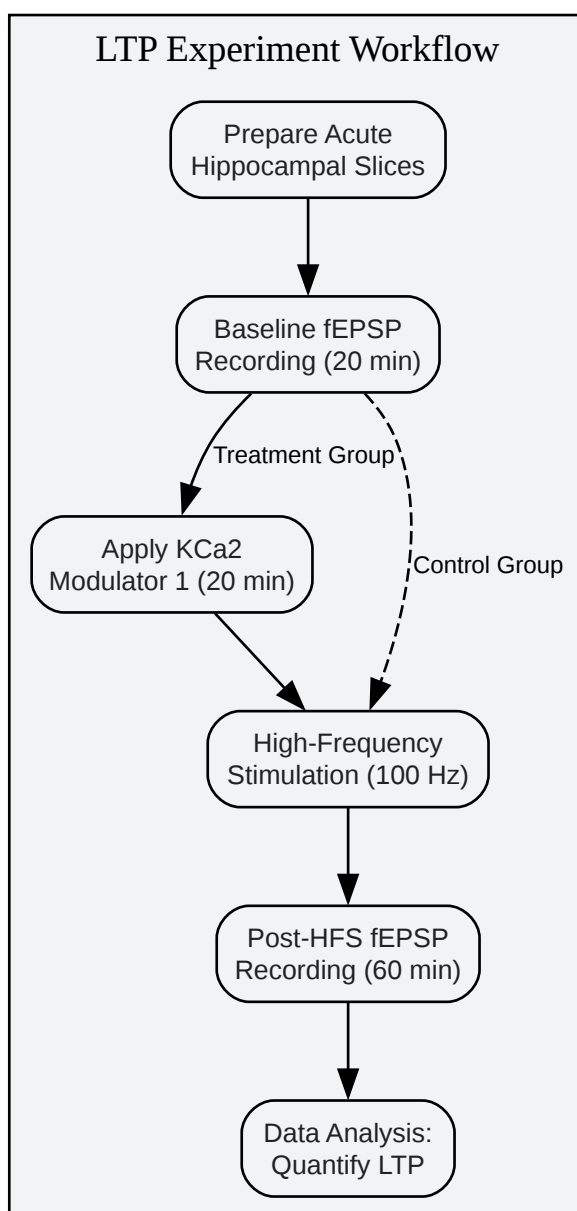 LTP Experiment Workflow
Prepare Acute
Hippocampal Slices
Baseline fEPSP
Recording (20 min)
Treatment Group
Apply KCa2
Modulator 1 (20 min)
Control Group
High-Frequency
Stimulation (100 Hz)
Post-HFS fEPSP
Recording (60 min)
Data Analysis:
Quantify LTP